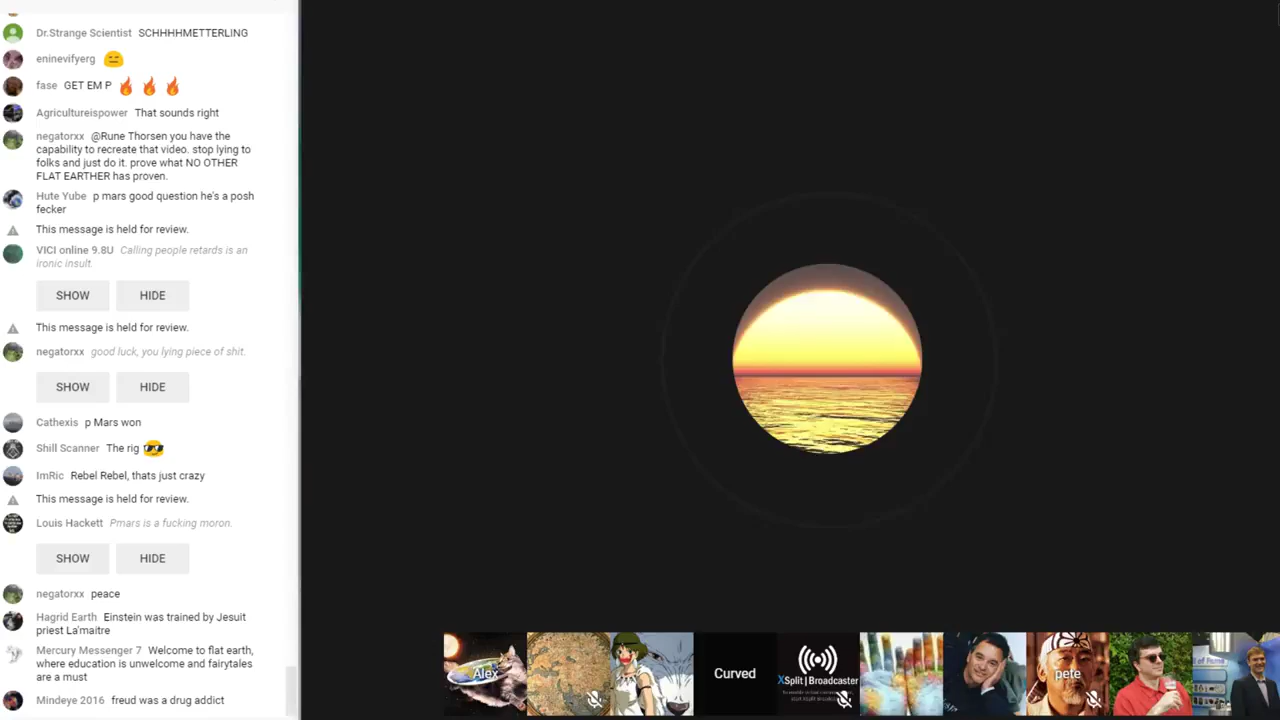 Dr.Strange Scientist SCHHHHMETTERLING
eninevifyerg
fase GET EM P
Agricultureispower That sounds right
negatorxx @Rune Thorsen you have the
capability to recreate that video. stop lying to
folks and just do it. prove what NO OTHER
FLAT EARTHER has proven.
Hute Yube p mars good question he's a posh
fecker
This message is held for review.
VICI online 9.8U Calling people retards is an
ironic insult.
SHOW HIDE
This message is held for review.
negatorxx good luck, you lying piece of shit.
SHOW HIDE
Cathexis p Mars won
Shill Scanner The rig
ImRic Rebel Rebel, thats just crazy
This message is held for review.
Louis Hackett Pmars is a fucking moron.
SHOW HIDE
negatorxx peace
Hagrid Earth Einstein was trained by Jesuit
priest La'maitre
Mercury Messenger 7 Welcome to flat earth,
where education is unwelcome and fairytales
are a must
Mindeye 2016 freud was a drug addict
Alex
Curved
XSplit|Broadcaster
pete